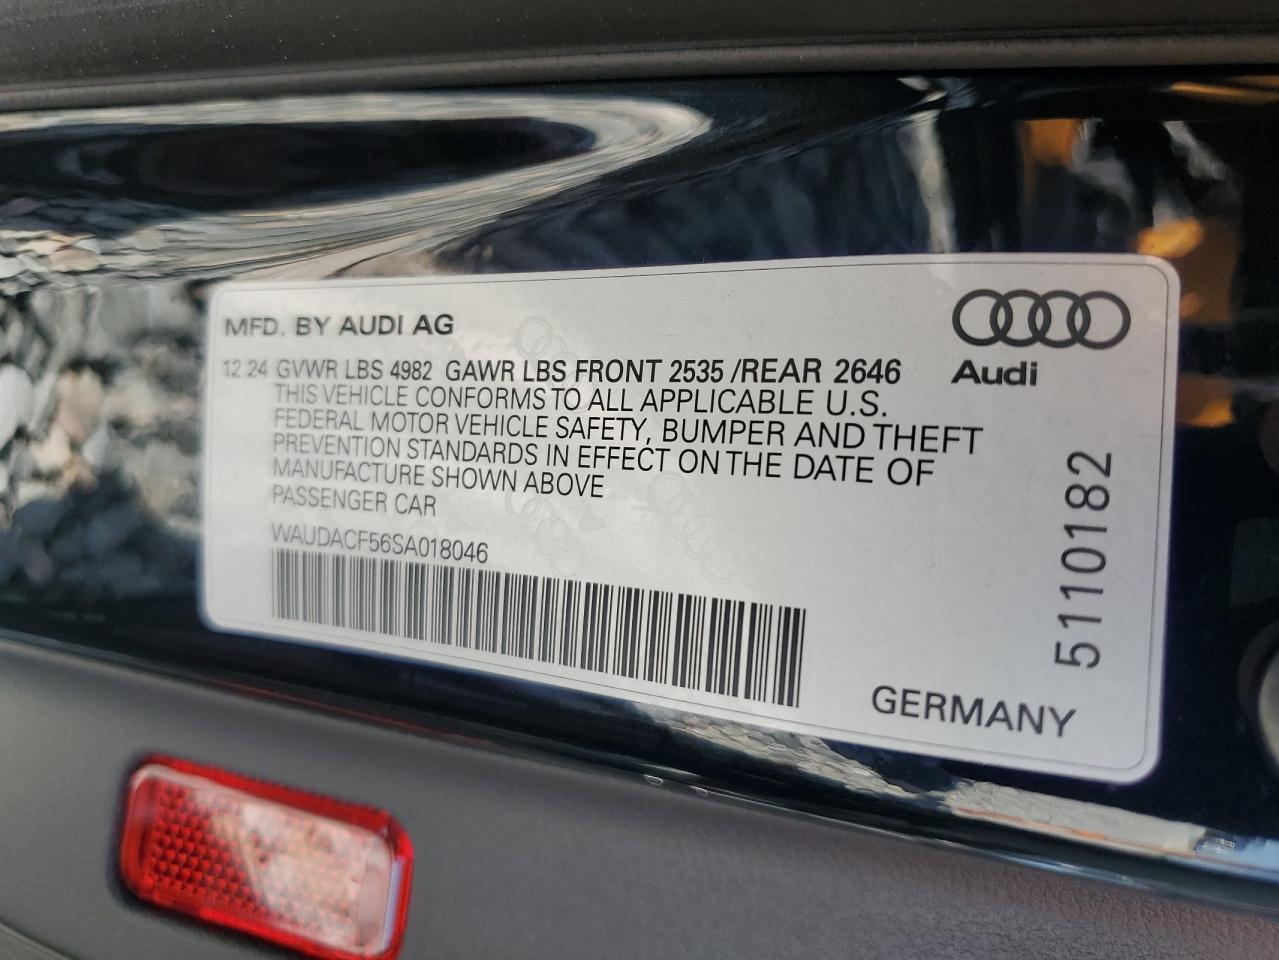 MFD. BY AUDI AG
12 24 GVWR LBS 4982 GAWR LBS FRONT 2535 /REAR 2646
THIS VEHICLE CONFORMS TO ALL APPLICABLE U.S.
FEDERAL MOTOR VEHICLE SAFETY, BUMPER AND THEFT
PREVENTION STANDARDS IN EFFECT ON THE DATE OF
MANUFACTURE SHOWN ABOVE
PASSENGER CAR
WAUDACF56SA018046
Audi
5110182
GERMANY